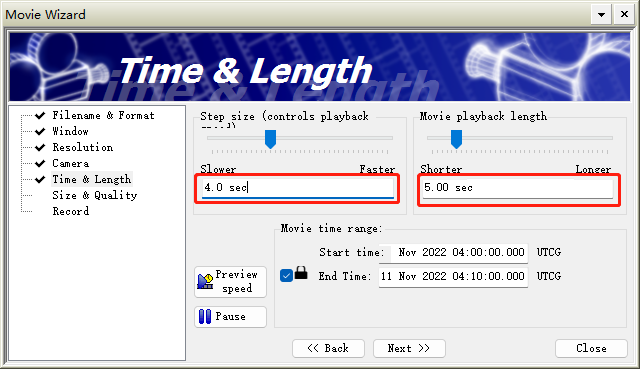 Movie Wizard
Time & Length
Time & Length
Filename & Format
Window
Resolution
Camera
Time & Length
Size & Quality
Record
Step size (controls playback
Slower Faster
4.0 sec
Movie playback length
Shorter Longer
5.00 sec
Movie time range:
Start time: Nov 2022 04:00:00.000 UTCG
End Time: 11 Nov 2022 04:10:00.000 UTCG
Preview
speed
Pause
<< Back Next >> Close